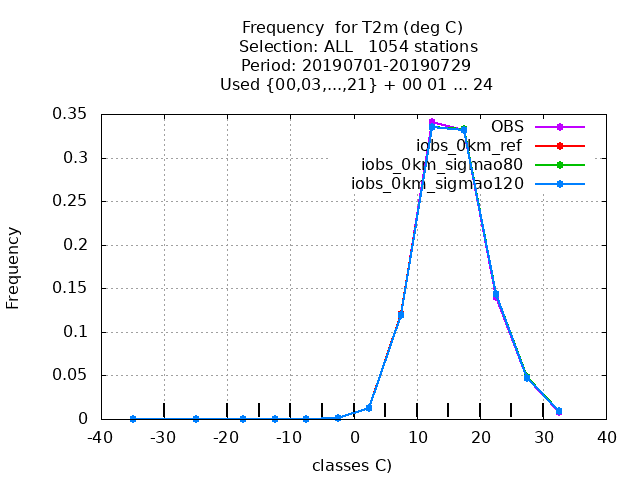 Frequency  for T2m (deg C)
Selection: ALL   1054 stations
Period: 20190701-20190729
Used {00,03,...,21} + 00 01 ... 24
OBS
iobs_0km_ref
iobs_0km_sigmao80
iobs_0km_sigmao120
Frequency
0.35
0.3
0.25
0.2
0.15
0.1
0.05
0
-40 -30 -20 -10 0 10 20 30 40
classes C)